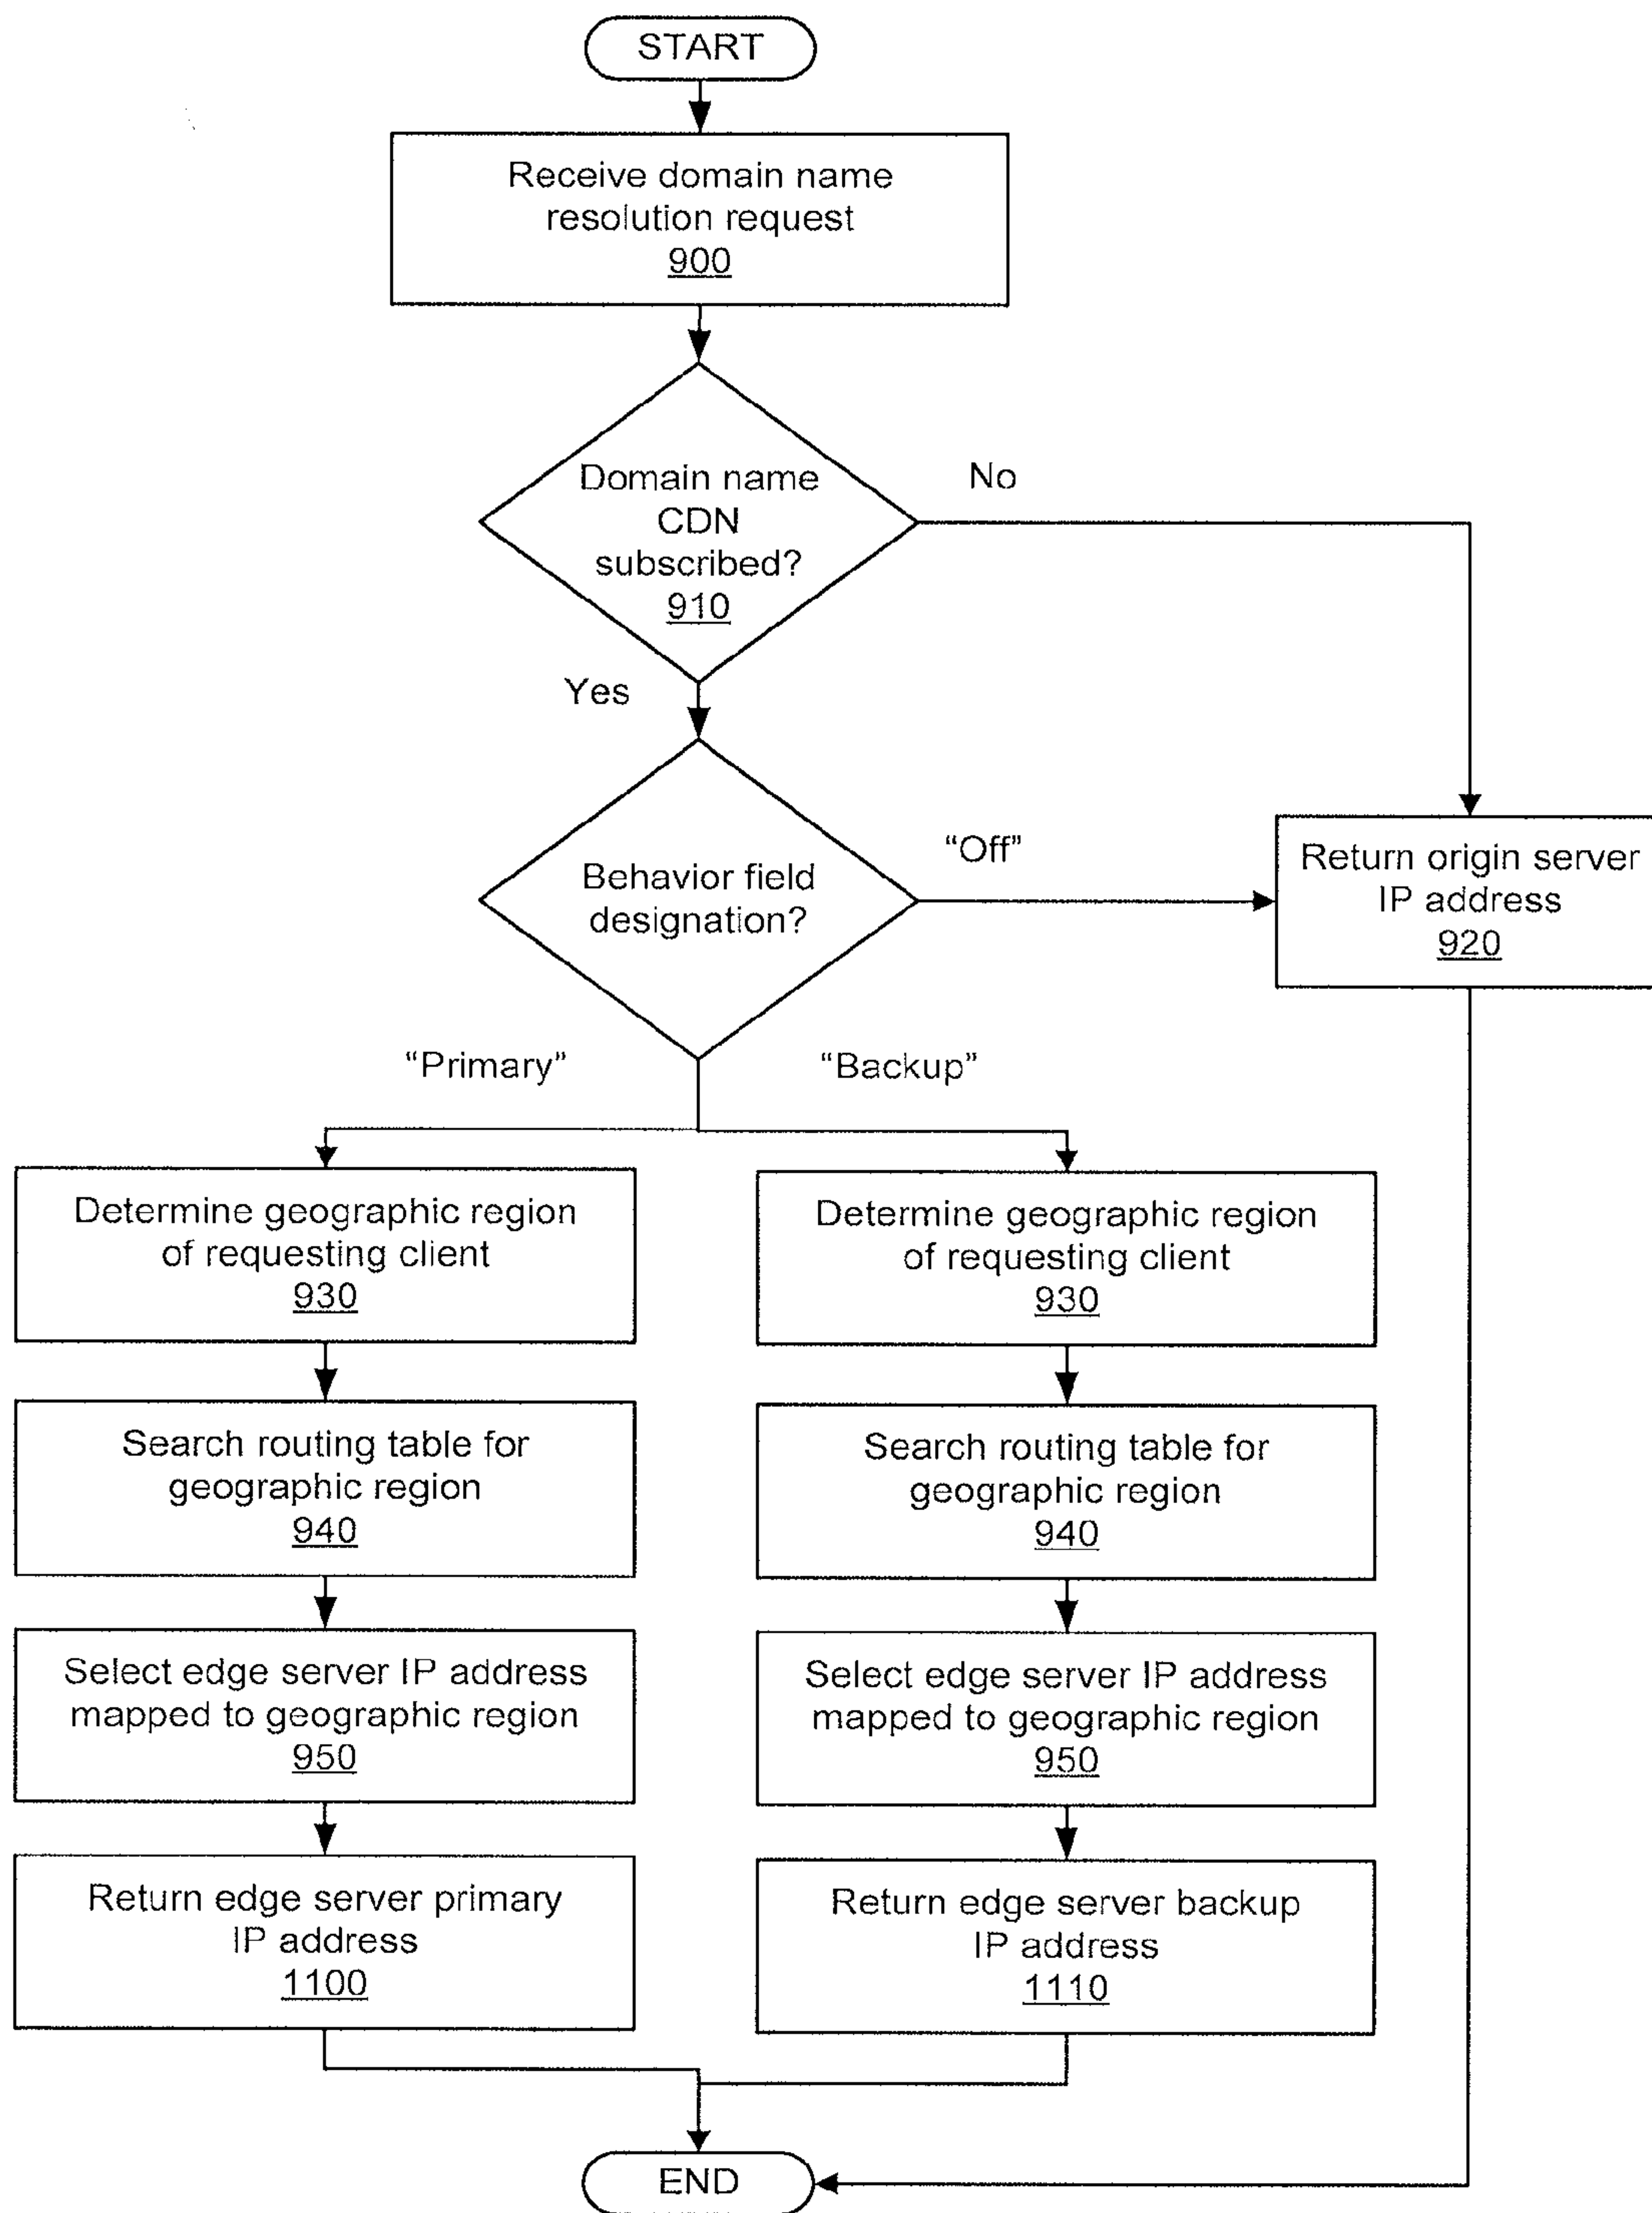 START
Receive domain name
resolution request
900
Domain name
CDN
subscribed?
910
No
Yes
Behavior field
designation?
“Off”
Return origin server
IP address
920
“Primary”
“Backup”
Determine geographic region
of requesting client
930
Search routing table for
geographic region
940
Select edge server IP address
mapped to geographic region
950
Return edge server primary
IP address
1100
Determine geographic region
of requesting client
930
Search routing table for
geographic region
940
Select edge server IP address
mapped to geographic region
950
Return edge server backup
IP address
1110
END